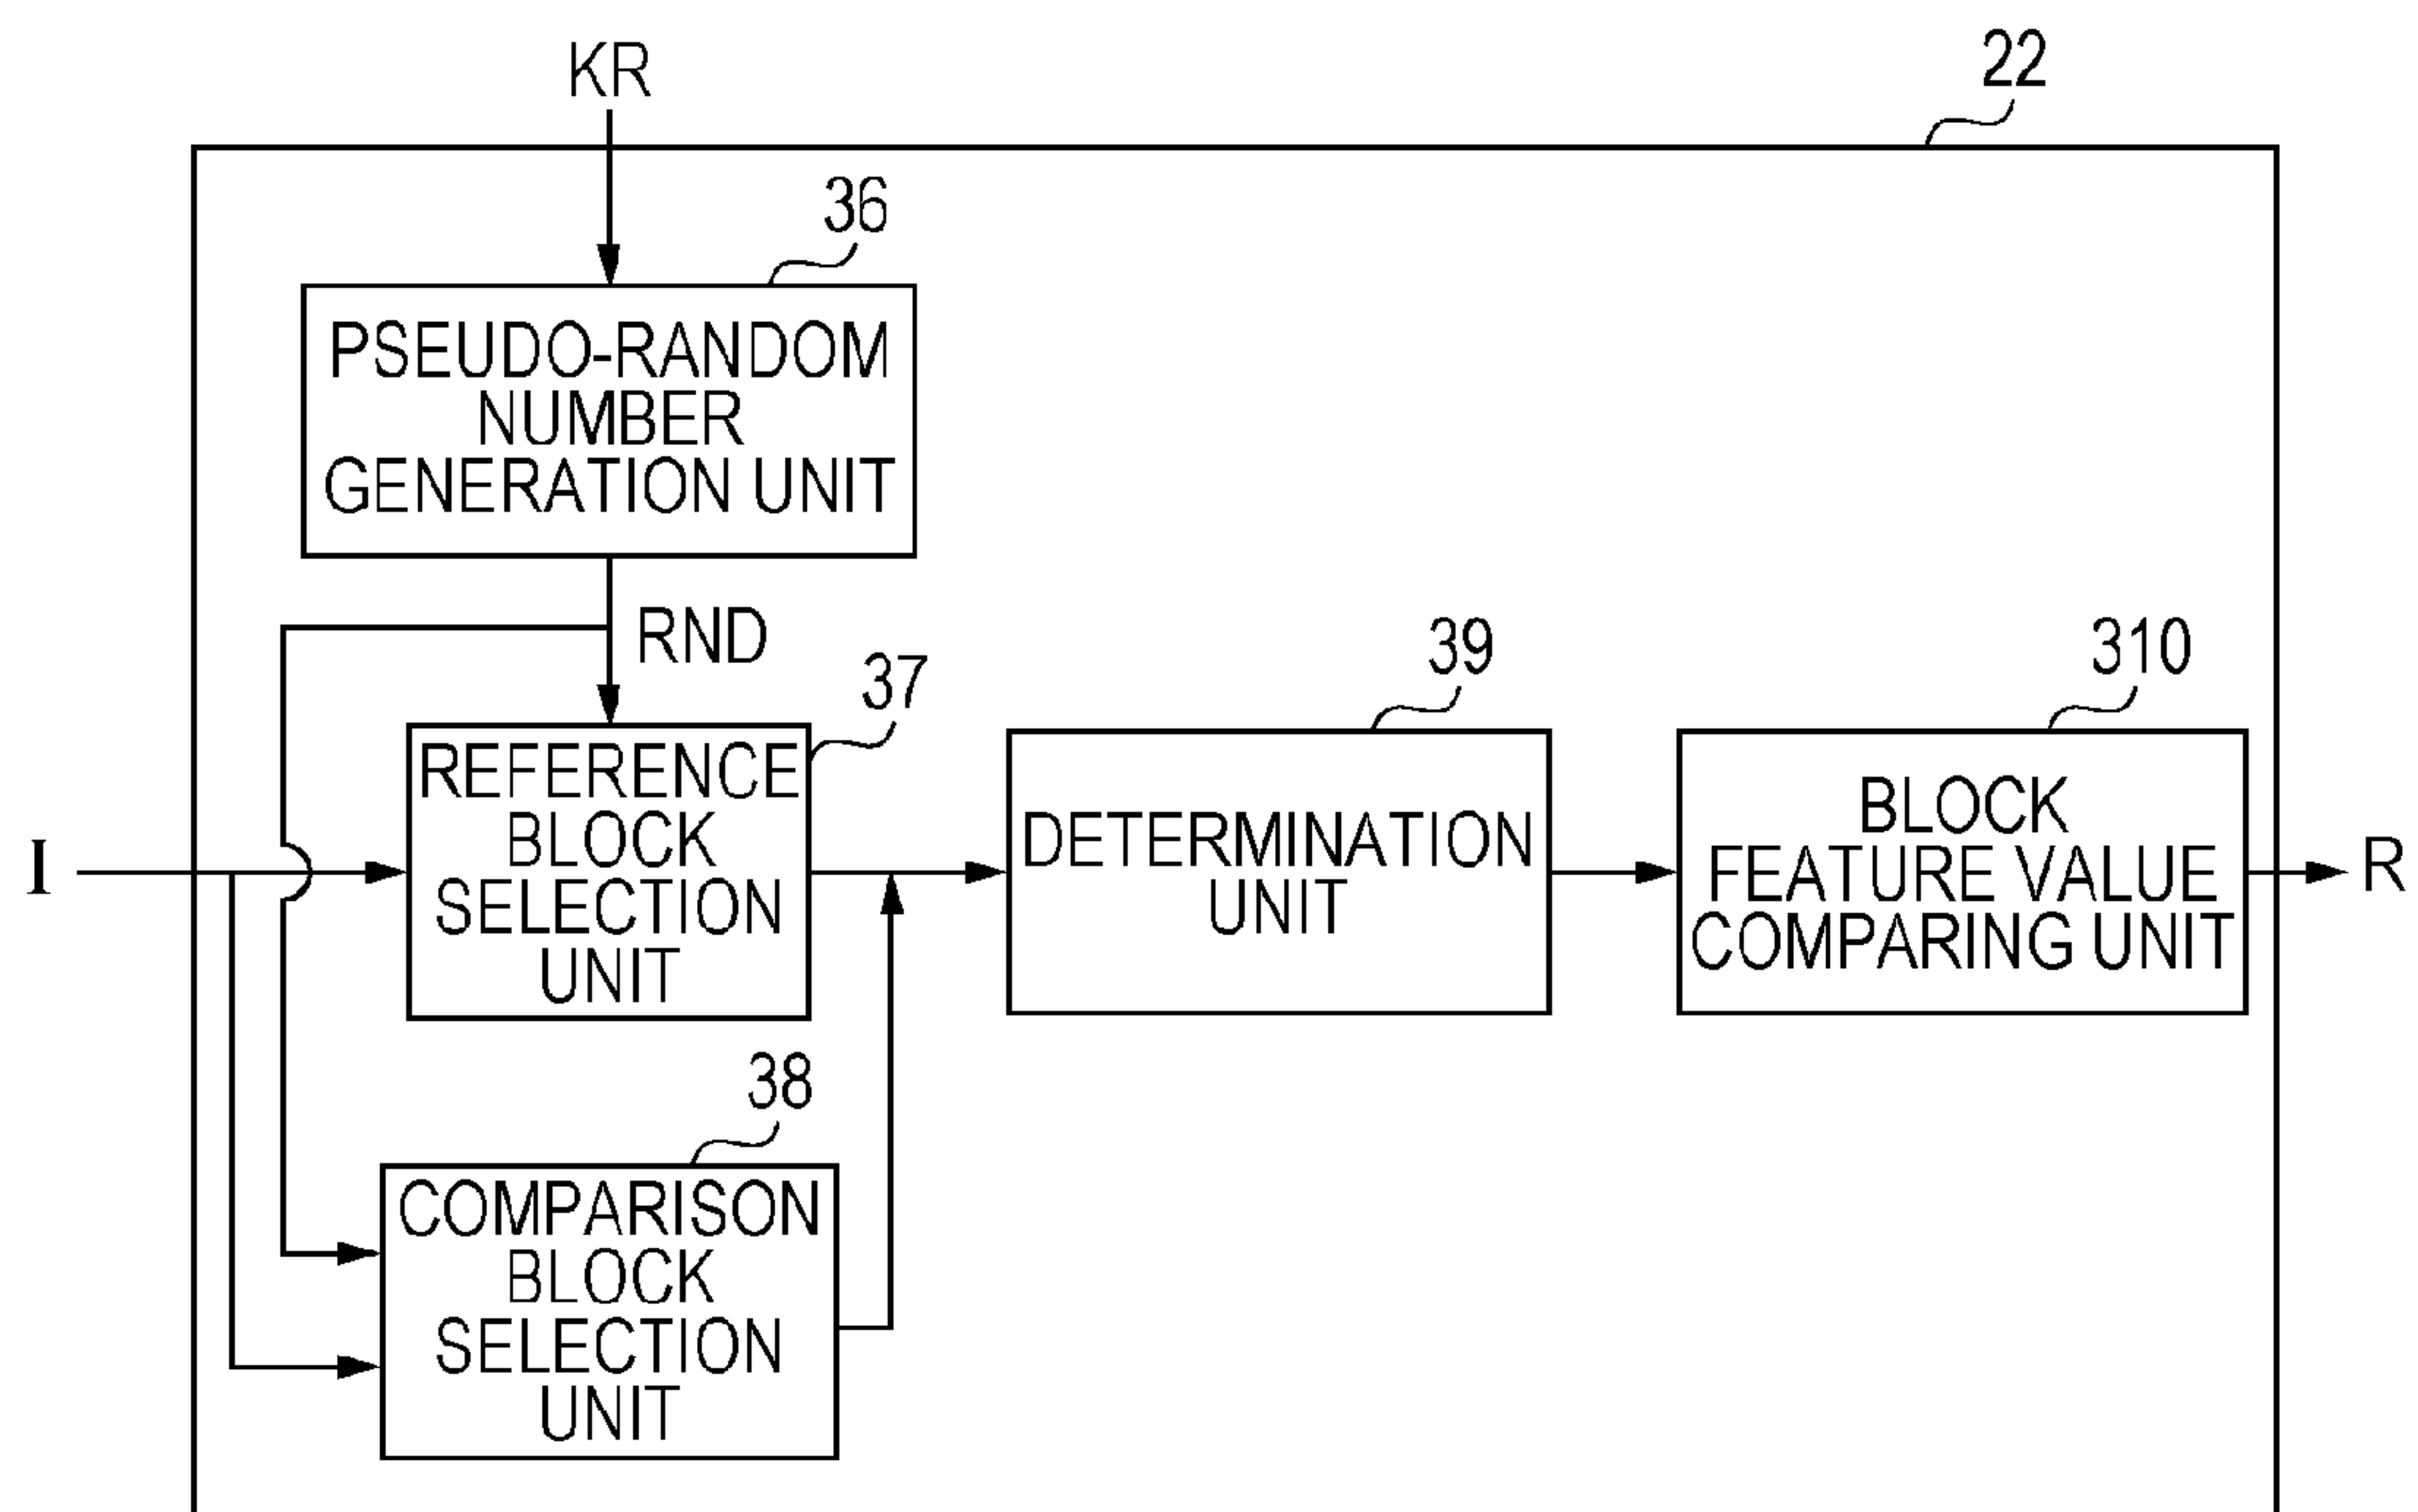 22
KR
36
PSEUDO-RANDOM
NUMBER
GENERATION UNIT
RND
37
39
310
REFERENCE
BLOCK
SELECTION
UNIT
DETERMINATION
UNIT
BLOCK
FEATURE VALUE
COMPARING UNIT
I
R
38
COMPARISON
BLOCK
SELECTION
UNIT